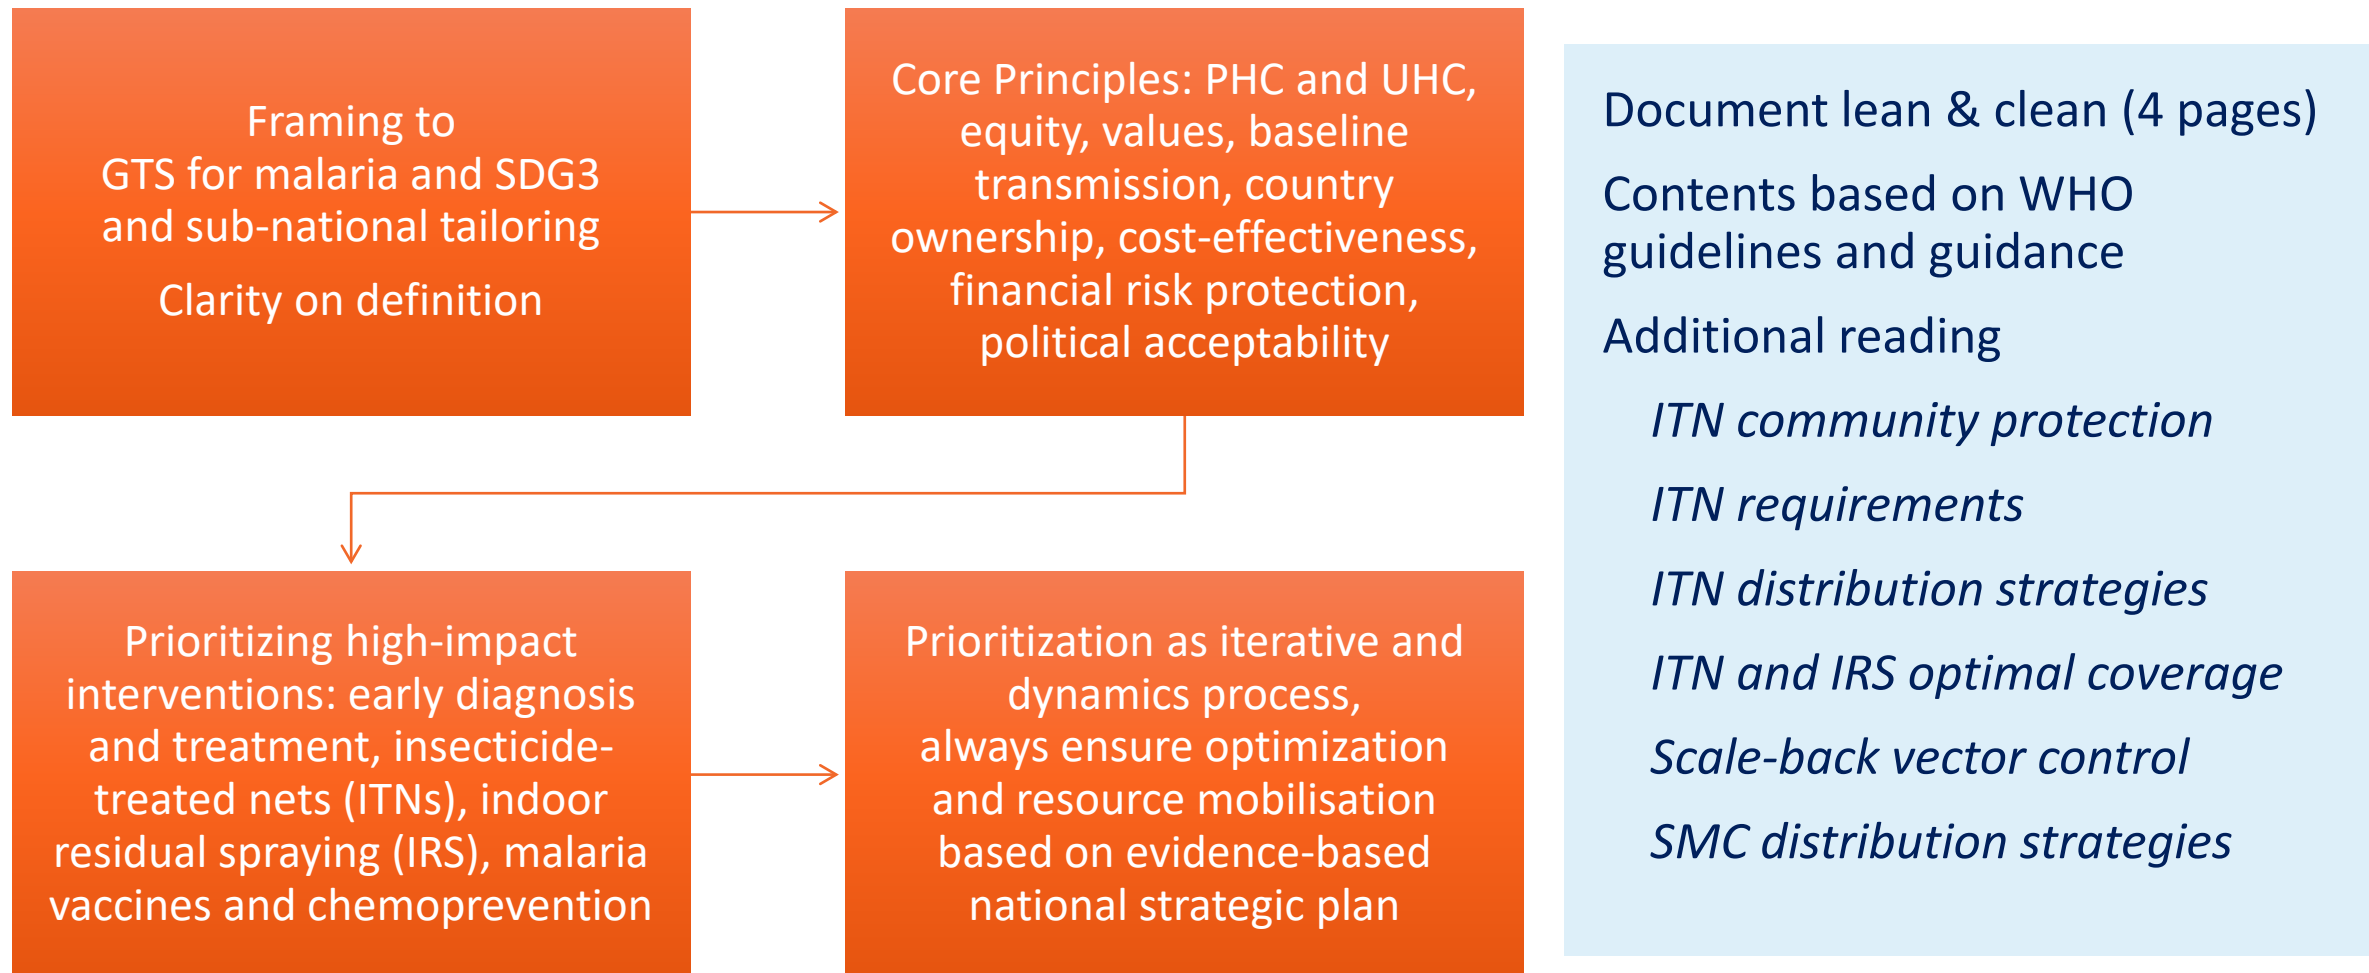 Framing to
GTS for malaria and SDG3
and sub-national tailoring
Clarity on definition
Core Principles: PHC and UHC,
equity, values, baseline
transmission, country
ownership, cost-effectiveness,
financial risk protection,
political acceptability
Prioritizing high-impact
interventions: early diagnosis
and treatment, insecticide-
treated nets (ITNs), indoor
residual spraying (IRS), malaria
vaccines and chemoprevention
Prioritization as iterative and
dynamics process,
always ensure optimization
and resource mobilisation
based on evidence-based
national strategic plan
Document lean & clean (4 pages)
Contents based on WHO
guidelines and guidance
Additional reading
ITN community protection
ITN requirements
ITN distribution strategies
ITN and IRS optimal coverage
Scale-back vector control
SMC distribution strategies